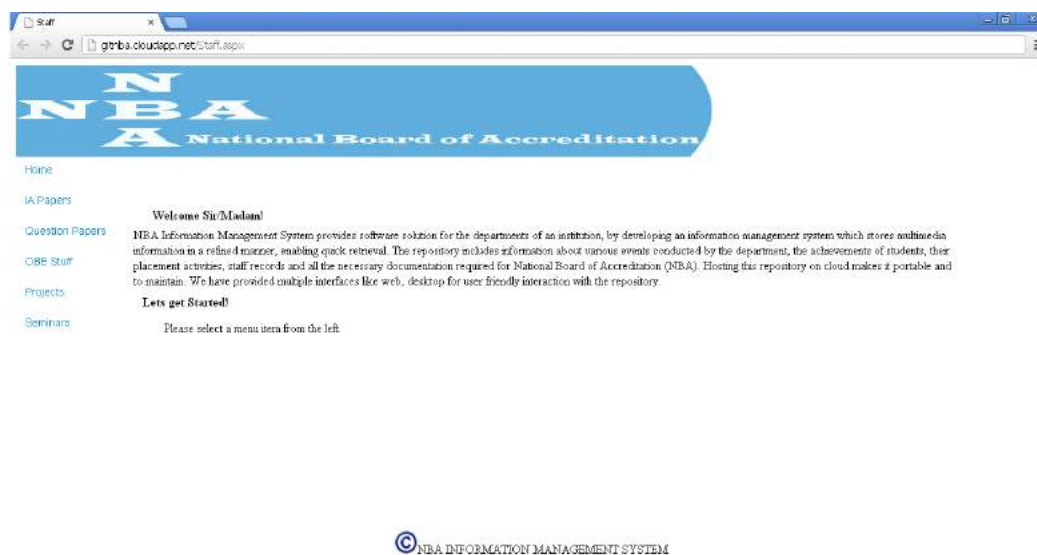 Staff
gitnba.cloudapp.net/Staff.aspx
N
NBA
A National Board of Accreditation
Home
IA Papers
Question Papers
OBE Stuff
Projects
Seminars
Welcome Sir/Madam!
NBA Information Management System provides software solution for the departments of an institution, by developing an information management system which stores multimedia
information in a refined manner, enabling quick retrieval. The repository includes information about various events conducted by the department, the achievements of students, their
placement activities, staff records and all the necessary documentation required for National Board of Accreditation (NBA). Hosting this repository on cloud makes it portable and
to maintain. We have provided multiple interfaces like web, desktop for user friendly interaction with the repository.
Lets get Started!
Please select a menu item from the left
© NBA INFORMATION MANAGEMENT SYSTEM